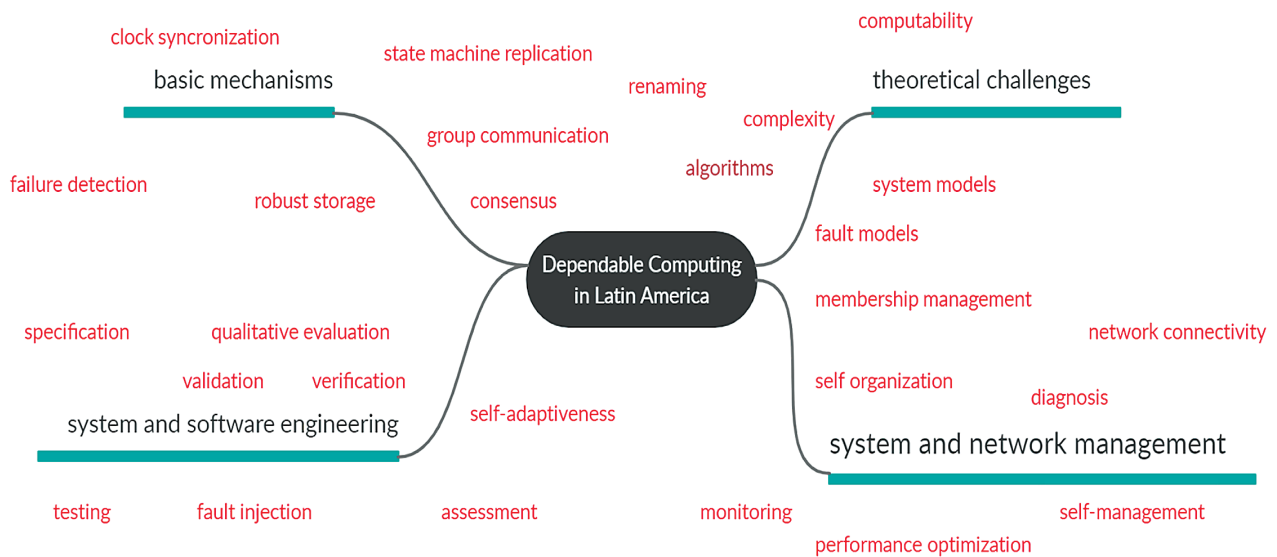 computability
clock syncronization
state machine replication
basic mechanisms
theoretical challenges
renaming
complexity
group communication
algorithms
failure detection
system models
robust storage
consensus
fault models
Dependable Computing
in Latin America
membership management
specification
qualitative evaluation
network connectivity
validation
verification
self organization
diagnosis
self-adaptiveness
system and software engineering
system and network management
testing
fault injection
assessment
monitoring
self-management
performance optimization